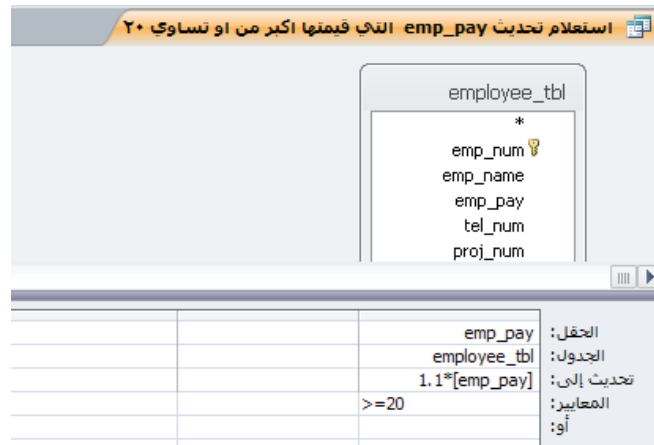 استعلام تحديث emp_pay التي قيمتها اكبر من او تساوي ٢٠
employee_tbl
*
emp_num
emp_name
emp_pay
tel_num
proj_num
الحقل: emp_pay
الجدول: employee_tbl
تحديث إلى: 1.1*[emp_pay]
المعايير: >=20
أو: